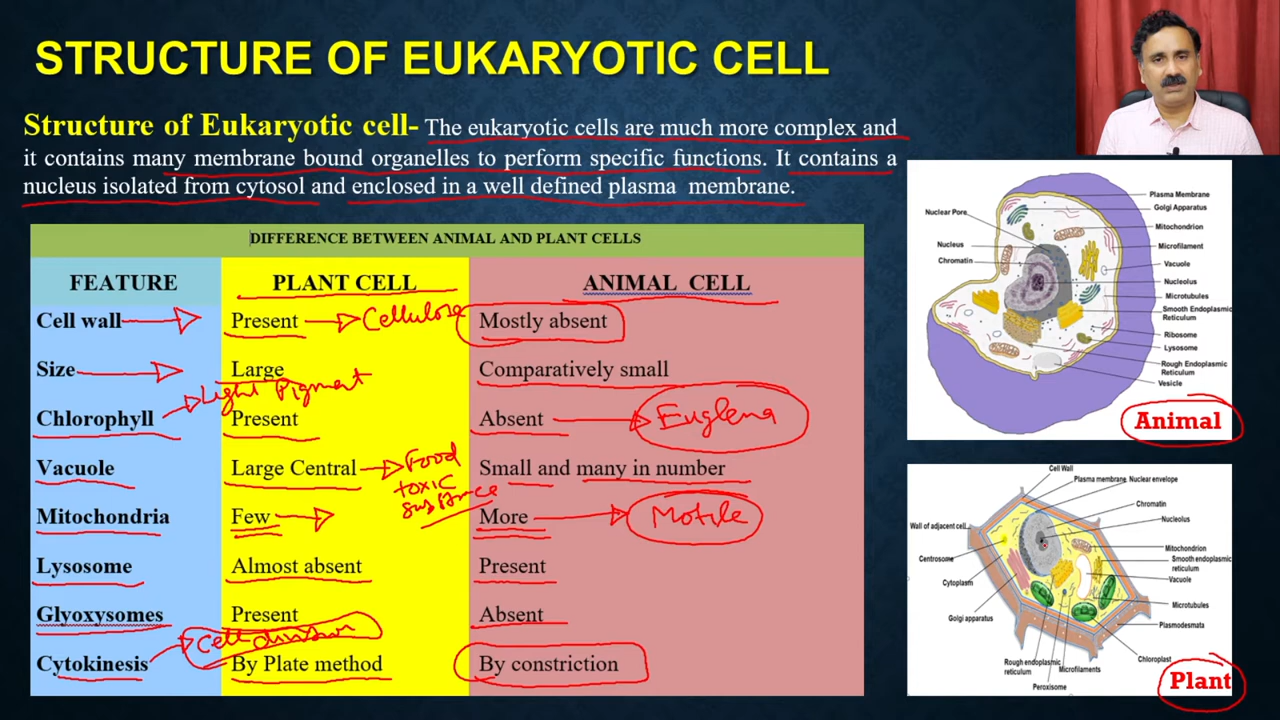 STRUCTURE OF EUKARYOTIC CELL
Structure of Eukaryotic cell- The eukaryotic cells are much more complex and
it contains many membrane bound organelles to perform specific functions. It contains a
nucleus isolated from cytosol and enclosed in a well defined plasma membrane.
DIFFERENCE BETWEEN ANIMAL AND PLANT CELLS
FEATURE PLANT CELL ANIMAL CELL
Cell wall Present Cellulose Mostly absent
Size Large Comparatively small
Light Pigment
Chlorophyll Present Absent Euglena
Vacuole Large Central Food Small and many in number
toxic
substance
Mitochondria Few More Motile
Lysosome Almost absent Present
Glyoxysomes Present Absent
Cell division
Cytokinesis By Plate method By constriction
Plasma Membrane
Golgi Apparatus
Nuclear Pore
Mitochondrion
Nucleus
Microfilament
Chromatin
Vacuole
Nucleolus
Microtubules
Smooth Endoplasmic
Reticulum
Ribosome
Lysosome
Rough Endoplasmic
Reticulum
Vesicle
Animal
Cell Wall
Plasma membrane
Nuclear envelope
Chromatin
Nucleolus
Wall of adjacent cell
Mitochondrion
Centrosome
Smooth endoplasmic
reticulum
Vacuole
Cytoplasm
Microtubules
Golgi apparatus
Plasmodesmata
Chloroplast
Rough endoplasmic
reticulum
Microfilaments
Peroxisome
Plant